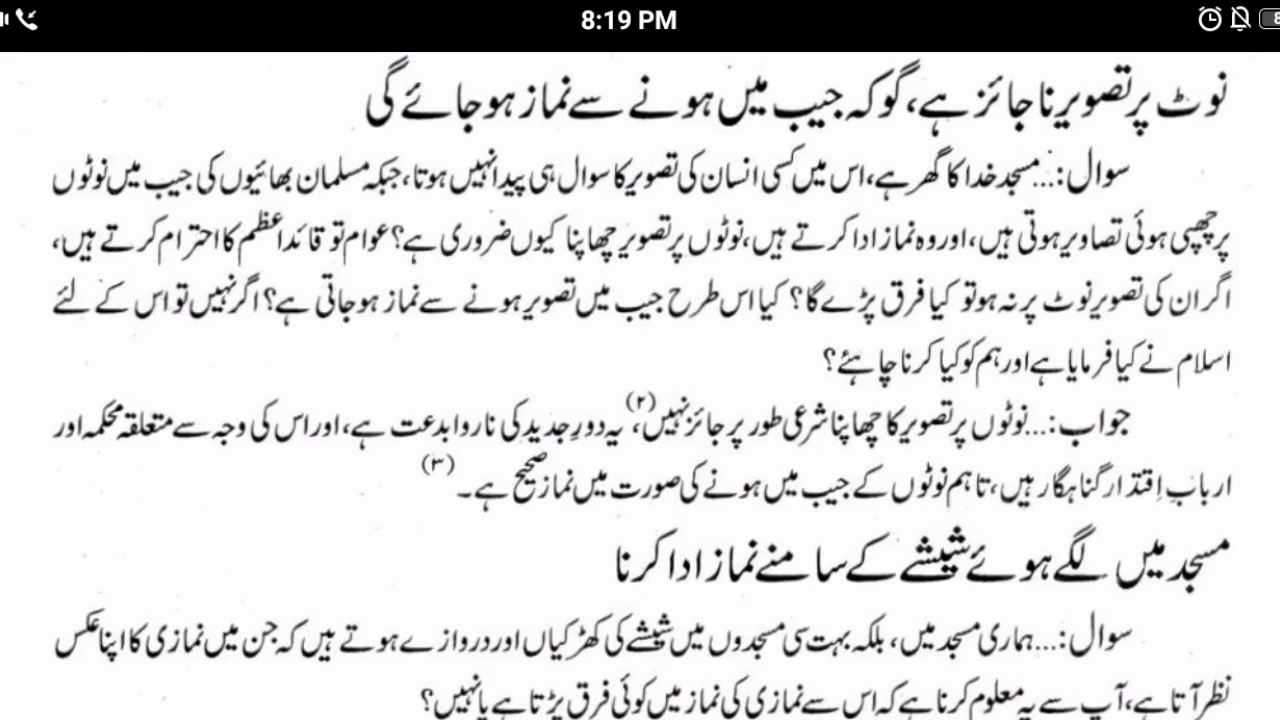 8:19 PM
نوٹ پر تصویر ناجائز ہے، گو کہ جیب میں ہونے سے نماز ہو جائے گی
سوال:... مسجد خدا کا گھر ہے، اس میں کسی انسان کی تصویر کا سوال ہی پیدا نہیں ہوتا، جبکہ مسلمان بھائیوں کی جیب میں نوٹوں
پر چھپی ہوئی تصاویر ہوتی ہیں، اور وہ نماز ادا کرتے ہیں، نوٹوں پر تصویر چھاپنا کیوں ضروری ہے؟ عوام تو قائد اعظم کا احترام کرتے ہیں،
اگر ان کی تصویر نوٹ پر نہ ہو تو کیا فرق پڑے گا؟ کیا اس طرح جیب میں تصویر ہونے سے نماز ہو جاتی ہے؟ اگر نہیں تو اس کے لئے
اسلام نے کیا فرمایا ہے اور ہم کو کیا کرنا چاہئے؟
جواب:... نوٹوں پر تصویر کا چھاپنا شرعی طور پر جائز نہیں،(۲) یہ دورِ جدید کی ناروا بدعت ہے، اور اس کی وجہ سے متعلقہ محکمہ اور
اربابِ اِقتدار گناہگار ہیں، تاہم نوٹوں کے جیب میں ہونے کی صورت میں نماز صحیح ہے۔(۳)
مسجد میں لگے ہوئے شیشے کے سامنے نماز ادا کرنا
سوال:... ہماری مسجد میں، بلکہ بہت سی مسجدوں میں شیشے کی کھڑکیاں اور دروازے ہوتے ہیں کہ جن میں نمازی کا اپنا عکس
نظر آتا ہے، آپ سے یہ معلوم کرنا ہے کہ اس سے نمازی کی نماز میں کوئی فرق پڑتا ہے یا نہیں؟